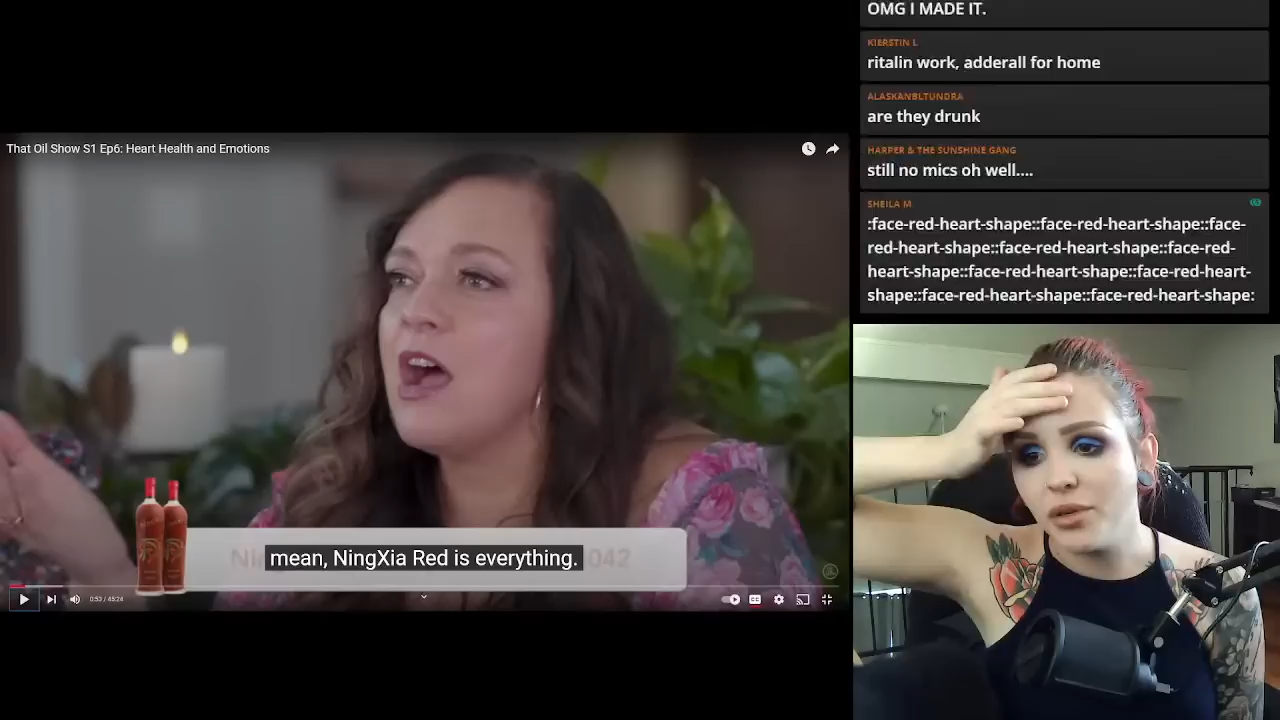 That Oil Show S1 Ep6: Heart Health and Emotions
mean, NingXia Red is everything.
042
0:53 / 45:24
OMG I MADE IT.
KIERSTIN L
ritalin work, adderall for home
ALASKANBLTUNDRA
are they drunk
HARPER & THE SUNSHINE GANG
still no mics oh well....
SHEILA M
:face-red-heart-shape::face-red-heart-shape::face-
red-heart-shape::face-red-heart-shape::face-red-
heart-shape::face-red-heart-shape::face-red-heart-
shape::face-red-heart-shape::face-red-heart-shape: